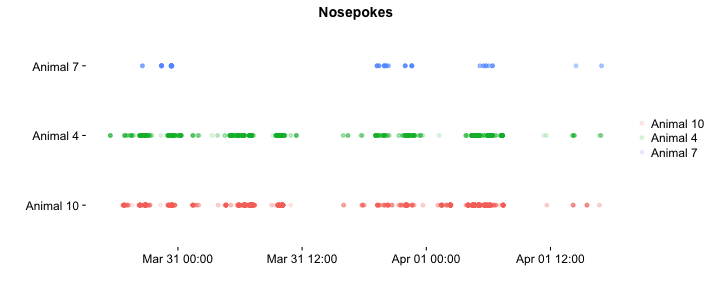 Nosepokes
Animal 7
Animal 4
Animal 10
Animal 10
Animal 4
Animal 7
Mar 31 00:00
Mar 31 12:00
Apr 01 00:00
Apr 01 12:00